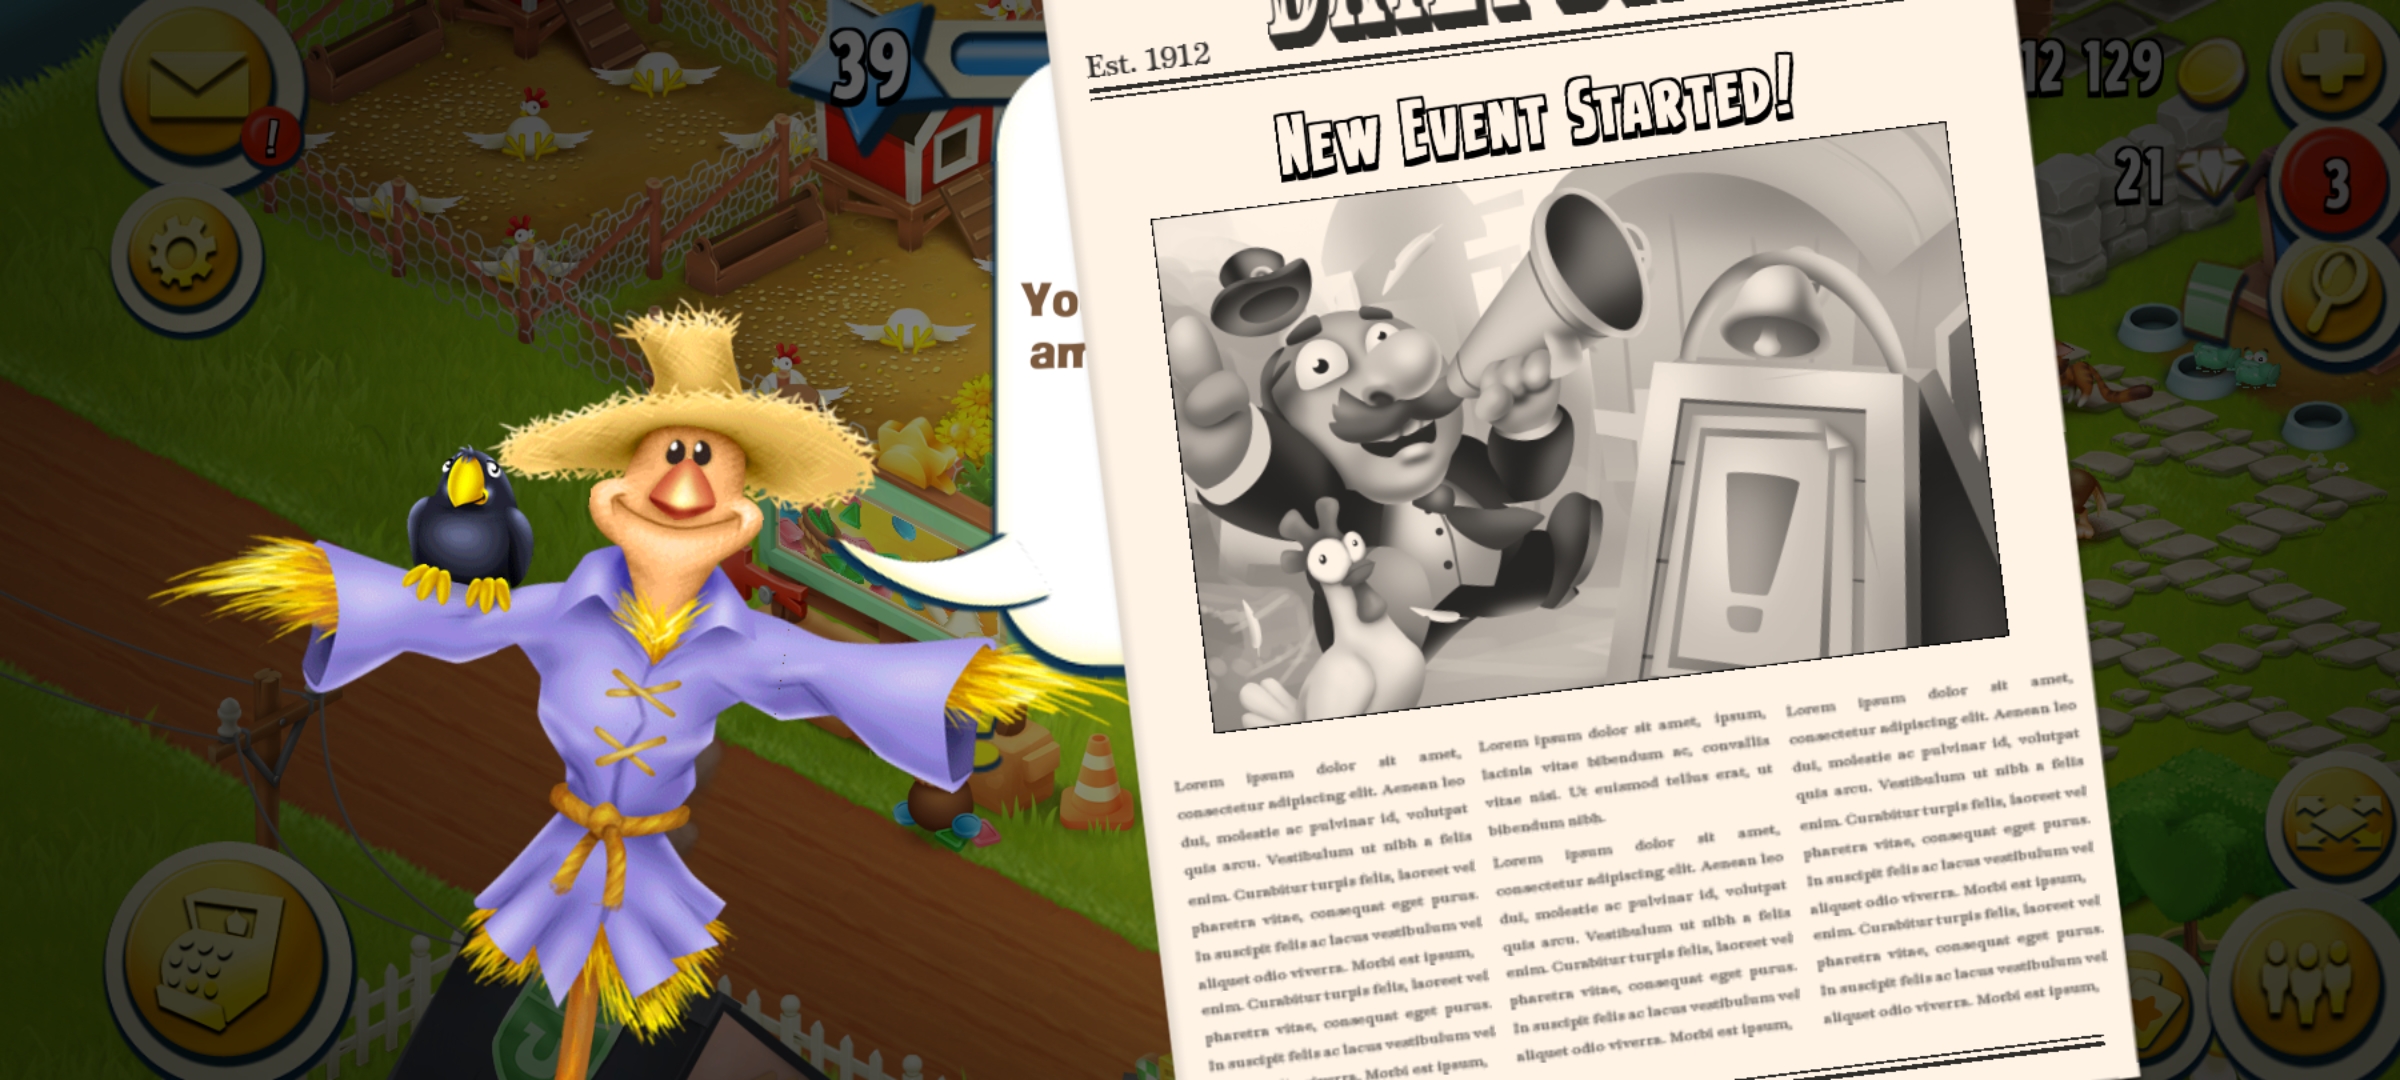 39
Yo
am
12 129
21
3
!
Est. 1912
NEW EVENT STARTED!
Lorem ipsum dolor sit amet,
consectetur adipiscing elit. Aenean leo
dui, molestie ac pulvinar id, volutpat
quis arcu. Vestibulum ut nibh a felis
enim. Curabitur turpis felis, laoreet vel
pharetra vitae, consequat eget purus.
In suscipit felis ac lacus vestibulum vel
aliquet odio viverra. Morbi est ipsum,
enim. Curabitur turpis felis, laoreet vel
pharetra vitae, consequat eget purus.
In suscipit felis ac lacus vestibulum vel
viverra. Morbi est ipsum,
Lorem ipsum dolor sit amet, ipsum,
lacinia vitae bibendum ac, convallis
vitae nisi. Ut euismod tellus erat, ut
bibendum nibh.
Lorem ipsum dolor sit amet,
consectetur adipiscing elit. Aenean leo
dui, molestie ac pulvinar id, volutpat
quis arcu. Vestibulum ut nibh a felis
enim. Curabitur turpis felis, laoreet vel
pharetra vitae, consequat eget purus.
In suscipit felis ac lacus vestibulum vel
aliquet odio viverra. Morbi est ipsum,
Lorem ipsum dolor sit amet,
consectetur adipiscing elit. Aenean leo
dui, molestie ac pulvinar id, volutpat
quis arcu. Vestibulum ut nibh a felis
enim. Curabitur turpis felis, laoreet vel
pharetra vitae, consequat eget purus.
In suscipit felis ac lacus vestibulum vel
aliquet odio viverra. Morbi est ipsum,
enim. Curabitur turpis felis, laoreet vel
pharetra vitae, consequat eget purus.
In suscipit felis ac lacus vestibulum vel
aliquet odio viverra. Morbi est ipsum,